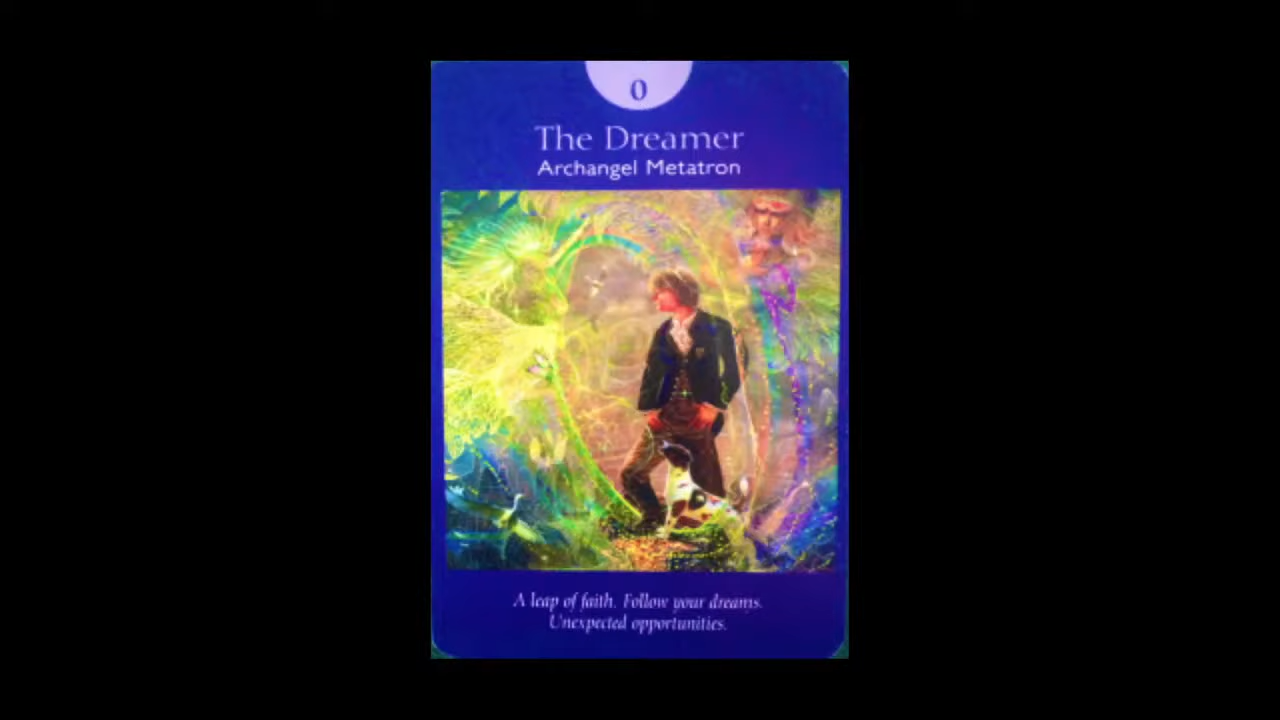 0
The Dreamer
Archangel Metatron
A leap of faith. Follow your dreams.
Unexpected opportunities.